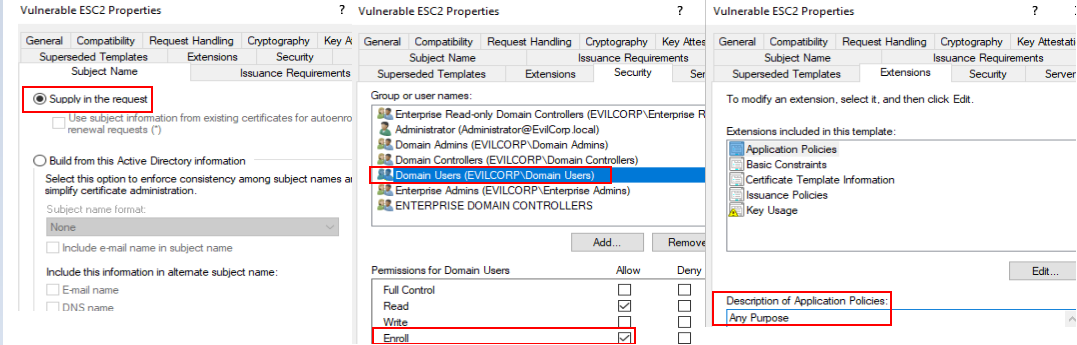 Vulnerable ESC2 Properties ?
General Compatibility Request Handling Cryptography Key A
Superseded Templates Extensions Security
Subject Name Issuance Requirements
Supply in the request
Use subject information from existing certificates for autoenro
renewal requests (*)
Build from this Active Directory information
Select this option to enforce consistency among subject names a
simplify certificate administration.
Subject name format:
None
Include e-mail name in subject name
Include this information in alternate subject name:
E-mail name
DNS name
Vulnerable ESC2 Properties ?
General Compatibility Request Handling Cryptography Key Attes
Subject Name Issuance Requirements
Superseded Templates Extensions Security Ser
Group or user names:
Enterprise Read-only Domain Controllers (EVILCORP\Enterprise R
Administrator (Administrator@EvilCorp.local)
Domain Admins (EVILCORP\Domain Admins)
Domain Controllers (EVILCORP\Domain Controllers)
Domain Users (EVILCORP\Domain Users)
Enterprise Admins (EVILCORP\Enterprise Admins)
ENTERPRISE DOMAIN CONTROLLERS
Add... Remove
Permissions for Domain Users Allow Deny
Full Control
Read
Write
Enroll
Vulnerable ESC2 Properties ?
General Compatibility Request Handling Cryptography Key Attestati
Subject Name Issuance Requirements
Superseded Templates Extensions Security Server
To modify an extension, select it, and then click Edit.
Extensions included in this template:
Application Policies
Basic Constraints
Certificate Template Information
Issuance Policies
Key Usage
Edit...
Description of Application Policies:
Any Purpose